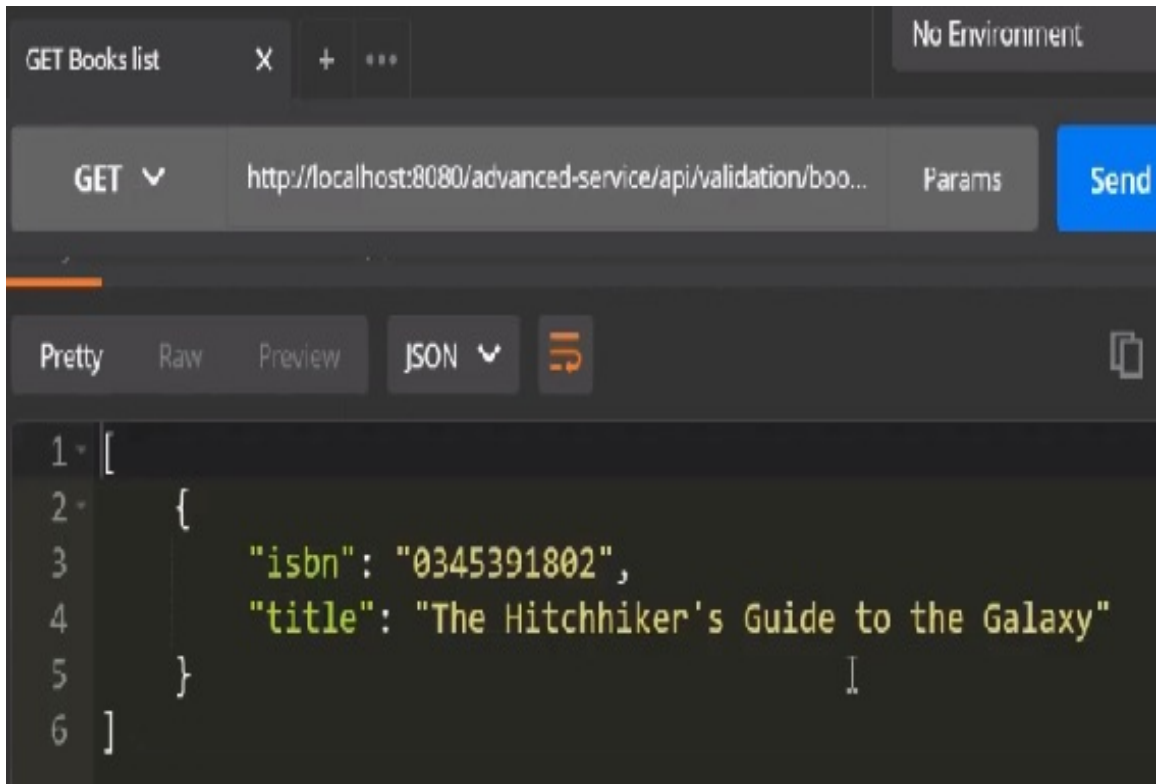 No Environment
GET Books list X + •••
GET http://localhost:8080/advanced-service/api/validation/boo... Params Send
Pretty Raw Preview JSON
1 [
2 {
3 "isbn": "0345391802",
4 "title": "The Hitchhiker's Guide to the Galaxy"
5 }
6 ]